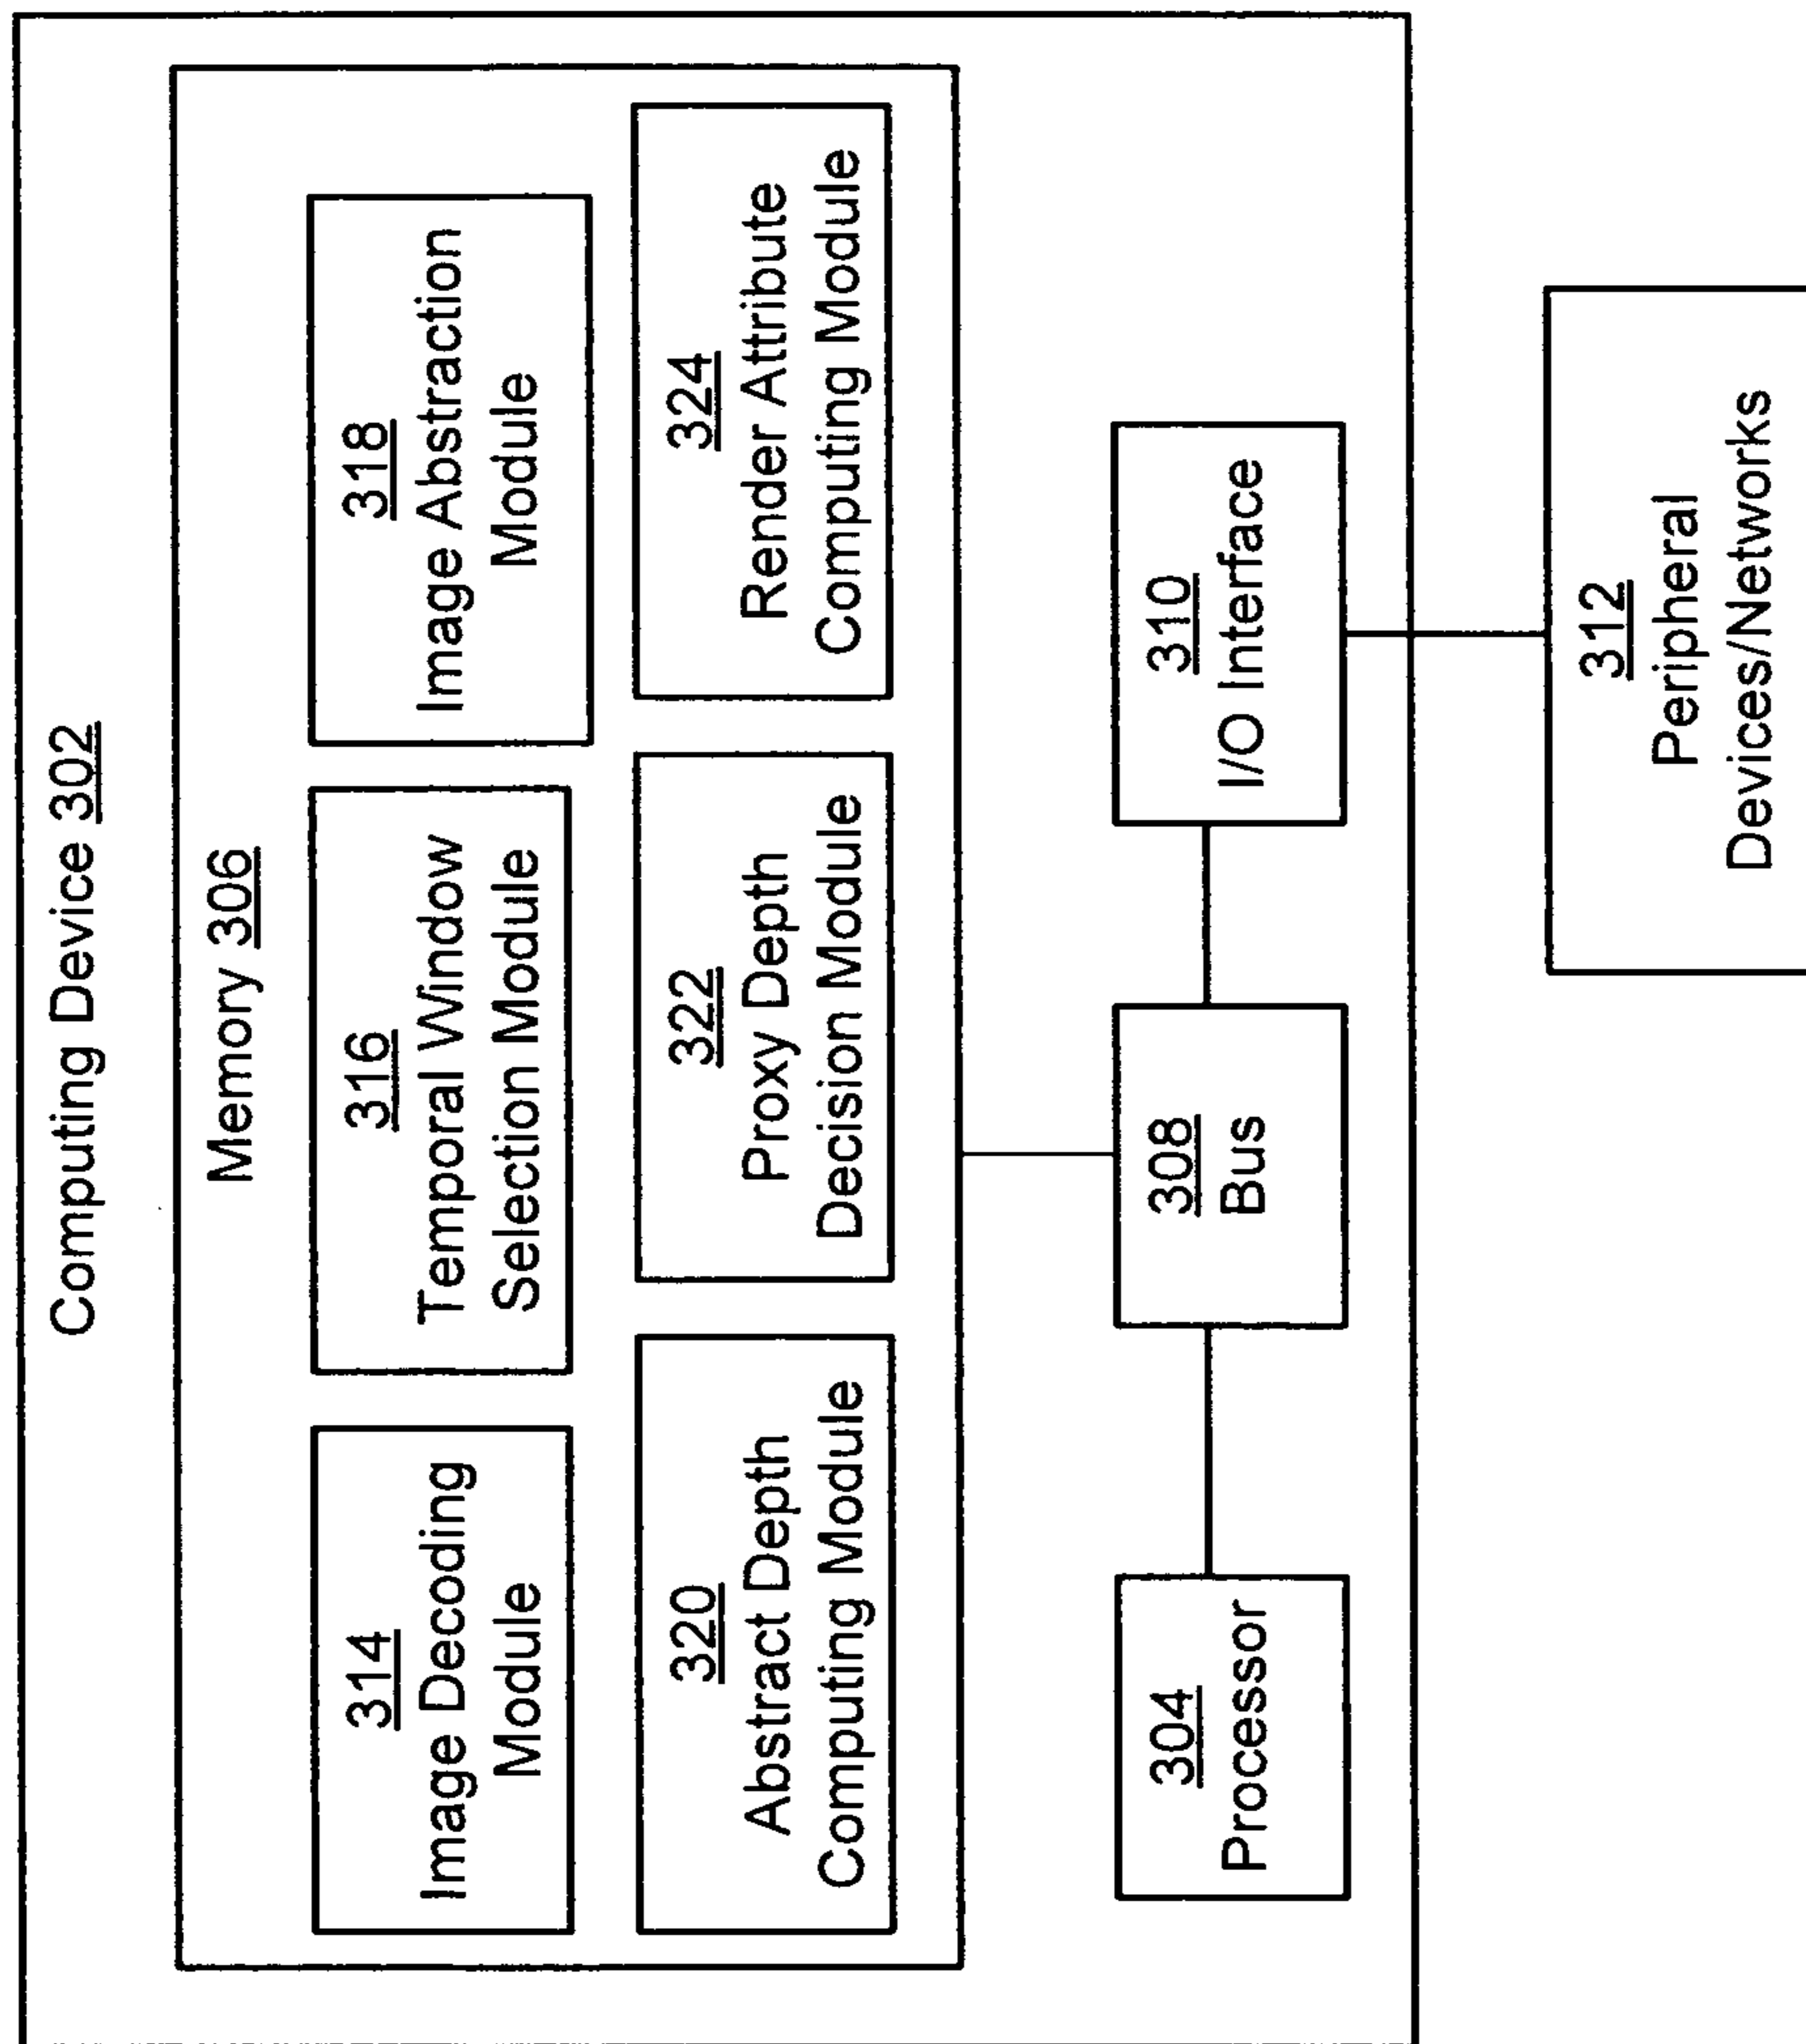 Computing Device 302
Memory 306
314
Image Decoding
Module
316
Temporal Window
Selection Module
318
Image Abstraction
Module
320
Abstract Depth
Computing Module
322
Proxy Depth
Decision Module
324
Render Attribute
Computing Module
304
Processor
308
Bus
310
I/O Interface
312
Peripheral
Devices/Networks